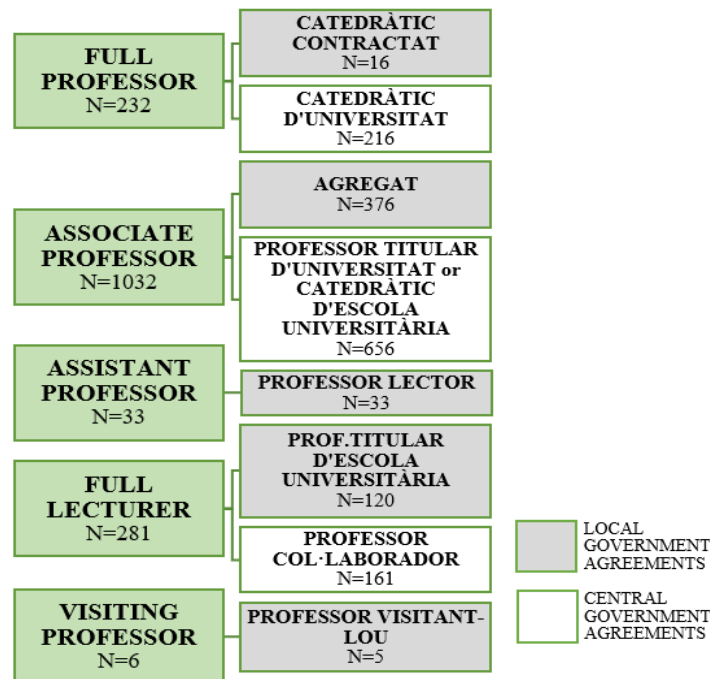 FULL
PROFESSOR
N=232
CATEDRÀTIC
CONTRACTAT
N=16
CATEDRÀTIC
D'UNIVERSITAT
N=216
ASSOCIATE
PROFESSOR
N=1032
AGREGAT
N=376
PROFESSOR TITULAR
D'UNIVERSITAT or
CATEDRÀTIC
D'ESCOLA
UNIVERSITÀRIA
N=656
ASSISTANT
PROFESSOR
N=33
PROFESSOR LECTOR
N=33
FULL
LECTURER
N=281
PROF.TITULAR
D'ESCOLA
UNIVERSITÀRIA
N=120
PROFESSOR
COL·LABORADOR
N=161
VISITING
PROFESSOR
N=6
PROFESSOR VISITANT-
LOU
N=5
LOCAL
GOVERNMENT
AGREEMENTS
CENTRAL
GOVERNMENT
AGREEMENTS